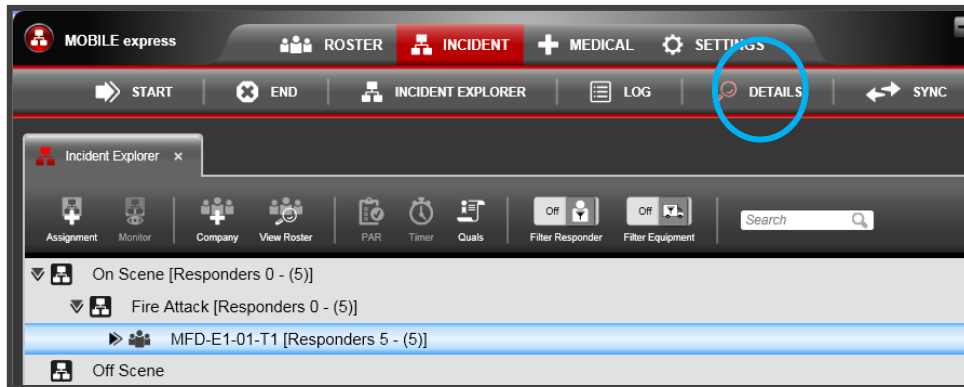 MOBILE express ROSTER INCIDENT MEDICAL SETTINGS
START END INCIDENT EXPLORER LOG DETAILS SYNC
Incident Explorer ×
Off Off Search
Assignment Monitor Company View Roster PAR Timer Quals Filter Responder Filter Equipment
On Scene [Responders 0 - (5)]
Fire Attack [Responders 0 - (5)]
MFD-E1-01-T1 [Responders 5 - (5)]
Off Scene